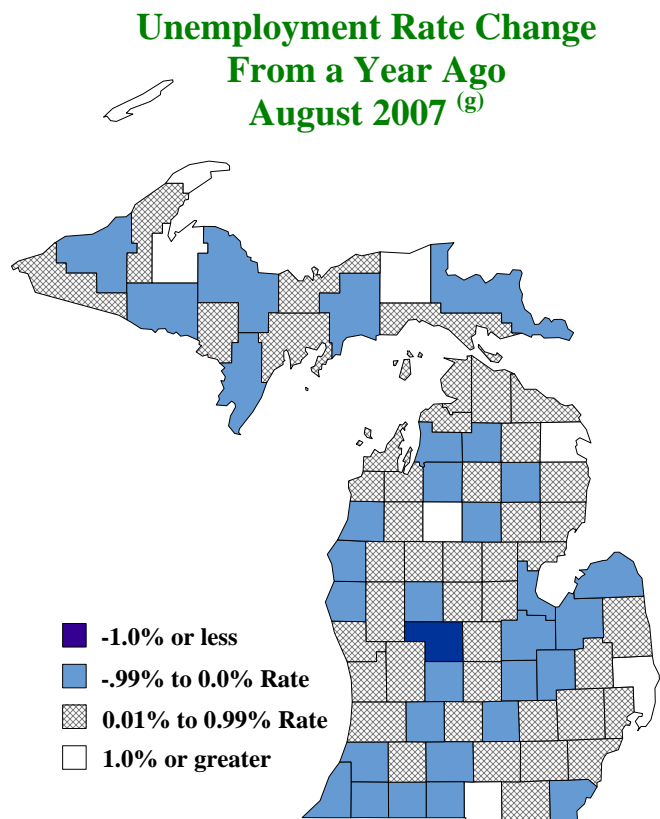 Unemployment Rate Change
From a Year Ago
August 2007 (g)
-1.0% or less
-.99% to 0.0% Rate
0.01% to 0.99% Rate
1.0% or greater